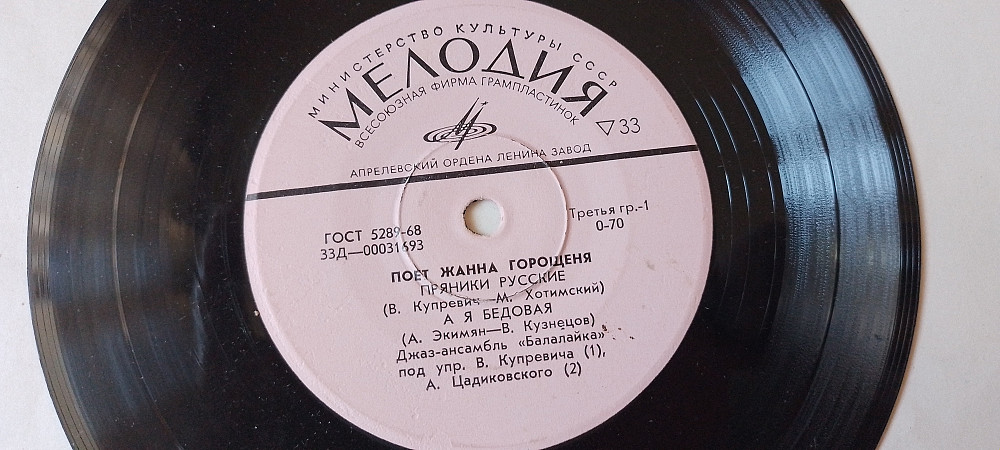 МИНИСТЕРСТВО КУЛЬТУРЫ СССР
МЕЛОДИЯ
ВСЕСОЮЗНАЯ ФИРМА ГРАМПЛАСТИНОК
▽33
АПРЕЛЕВСКИЙ ОРДЕНА ЛЕНИНА ЗАВОД
ГОСТ 5289-68
33Д—00031693
Третья гр.-1
0-70
ПОЕТ ЖАННА ГОРОЩЕНЯ
ПРЯНИКИ РУССКИЕ
(В. Купревич—М. Хотимский)
А Я БЕДОВАЯ
(А. Экимян—В. Кузнецов)
Джаз-ансамбль «Балалайка»
под упр. В. Купревича (1),
А. Цадиковского (2)